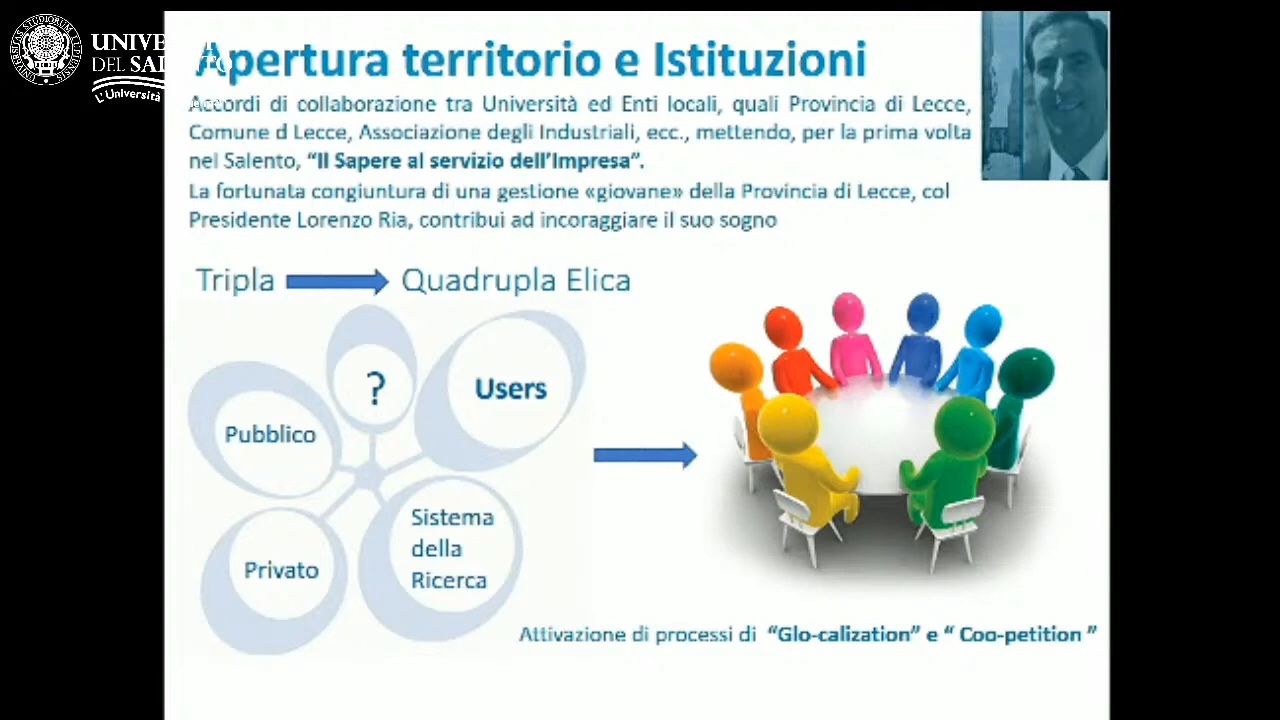 UNIVERSITÀ
DEL SALENTO
L'Università
Apertura territorio e Istituzioni
Accordi di collaborazione tra Università ed Enti locali, quali Provincia di Lecce,
Comune d Lecce, Associazione degli Industriali, ecc., mettendo, per la prima volta
nel Salento, “Il Sapere al servizio dell’Impresa”.
La fortunata congiuntura di una gestione «giovane» della Provincia di Lecce, col
Presidente Lorenzo Ria, contribui ad incoraggiare il suo sogno
Tripla Quadrupla Elica
?
Users
Pubblico
Sistema
della
Ricerca
Privato
Attivazione di processi di “Glo-calization” e “ Coo-petition ”